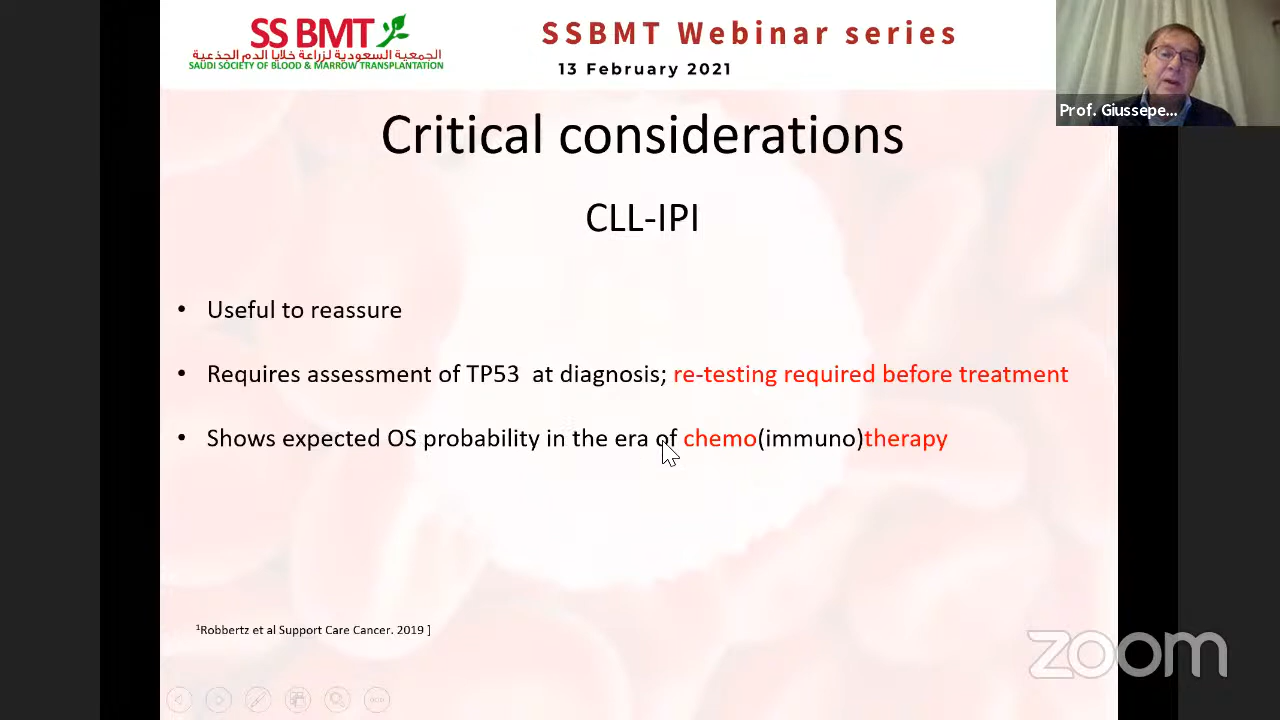 SS BMT
الجمعية السعودية لزراعة خلايا الدم الجذعية
SAUDI SOCIETY OF BLOOD & MARROW TRANSPLANTATION
SSBMT Webinar series
13 February 2021
Prof. Giussepe...
Critical considerations
CLL-IPI
• Useful to reassure
• Requires assessment of TP53 at diagnosis; re-testing required before treatment
• Shows expected OS probability in the era of chemo(immuno)therapy
¹Robbertz et al Support Care Cancer. 2019 ]
zoom